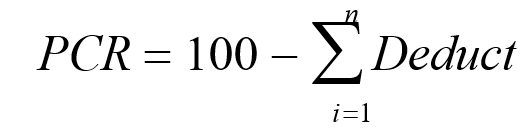 PCR = 100 − ∑_{i=1}^{n} Deduct